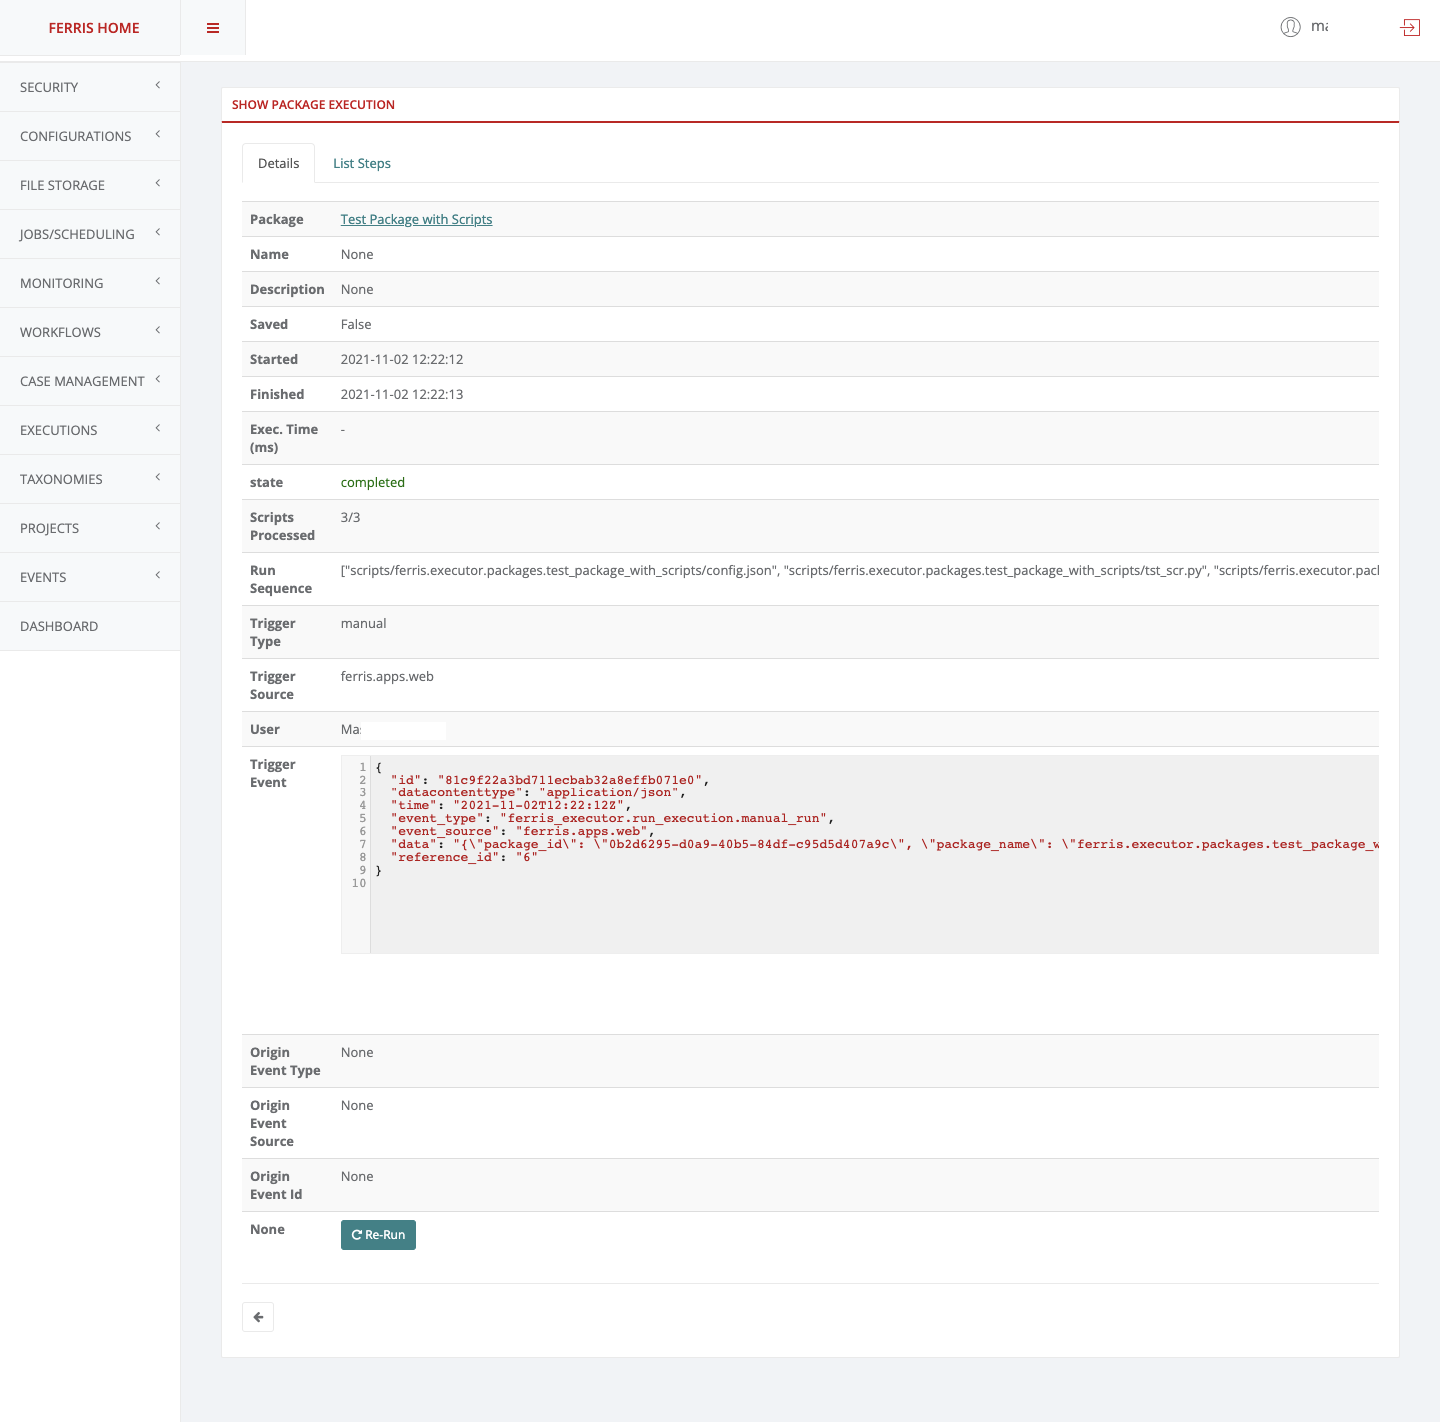 FERRIS HOME
SECURITY
CONFIGURATIONS
FILE STORAGE
JOBS/SCHEDULING
MONITORING
WORKFLOWS
CASE MANAGEMENT
EXECUTIONS
TAXONOMIES
PROJECTS
EVENTS
DASHBOARD
SHOW PACKAGE EXECUTION
Details List Steps
Package Test Package with Scripts
Name None
Description None
Saved False
Started 2021-11-02 12:22:12
Finished 2021-11-02 12:22:13
Exec. Time -
(ms)
state completed
Scripts 3/3
Processed
Run ["scripts/ferris.executor.packages.test_package_with_scripts/config.json", "scripts/ferris.executor.packages.test_package_with_scripts/tst_scr.py", "scripts/ferris.executor.pac
Sequence
Trigger manual
Type
Trigger ferris.apps.web
Source
User Ma
Trigger
Event
1 {
2 "id": "81c9f22a3bd711ecbab32a8effb071e0",
3 "datacontenttype": "application/json",
4 "time": "2021-11-02T12:22:12Z",
5 "event_type": "ferris_executor.run_execution.manual_run",
6 "event_source": "ferris.apps.web",
7 "data": "{\"package_id\": \"0b2d6295-d0a9-40b5-84df-c95d5d407a9c\", \"package_name\": \"ferris.executor.packages.test_package_w
8 "reference_id": "6"
9 }
10
Origin None
Event Type
Origin None
Event
Source
Origin None
Event Id
None Re-Run